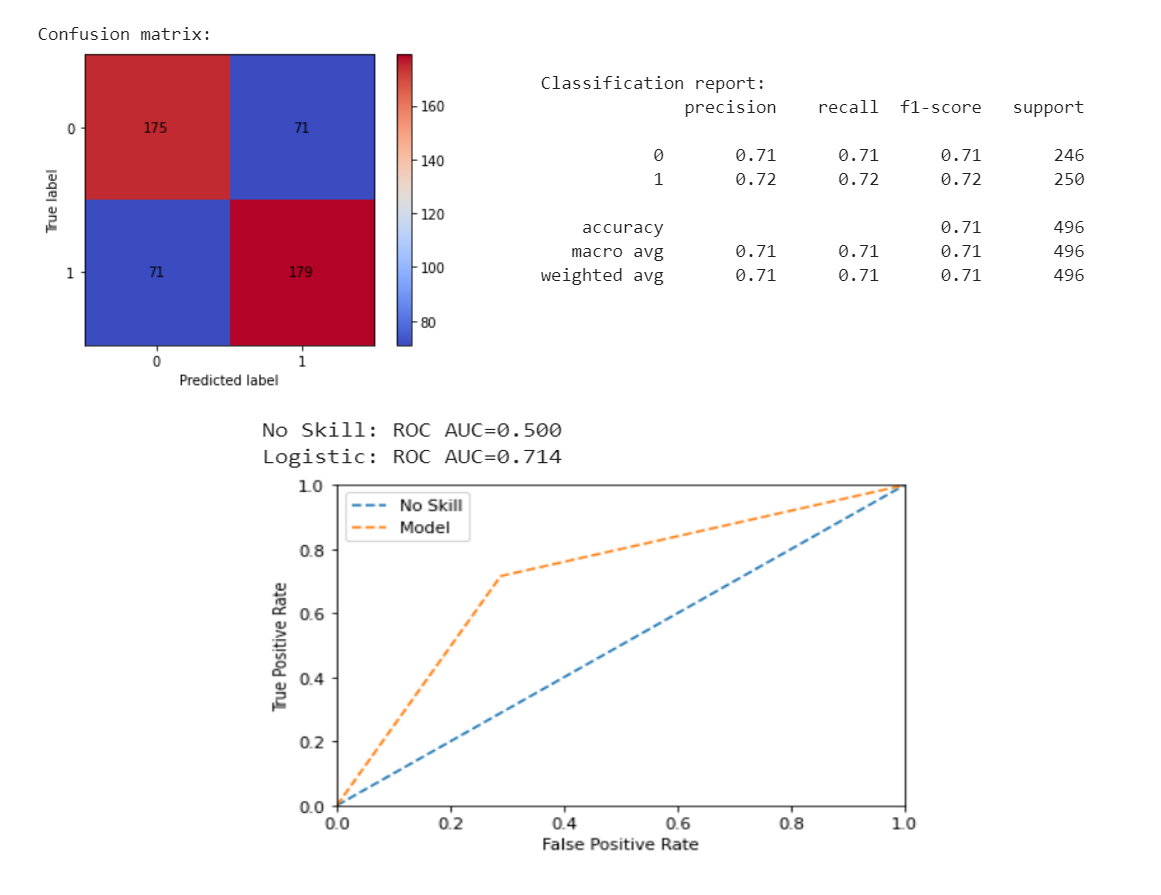 Confusion matrix:
0
175
71
True label
1
71
179
0
1
Predicted label
160
140
120
100
80
Classification report:
precision recall f1-score support
0 0.71 0.71 0.71 246
1 0.72 0.72 0.72 250
accuracy 0.71 496
macro avg 0.71 0.71 0.71 496
weighted avg 0.71 0.71 0.71 496
No Skill: ROC AUC=0.500
Logistic: ROC AUC=0.714
1.0
0.8
0.6
0.4
0.2
0.0
True Positive Rate
No Skill
Model
0.0 0.2 0.4 0.6 0.8 1.0
False Positive Rate